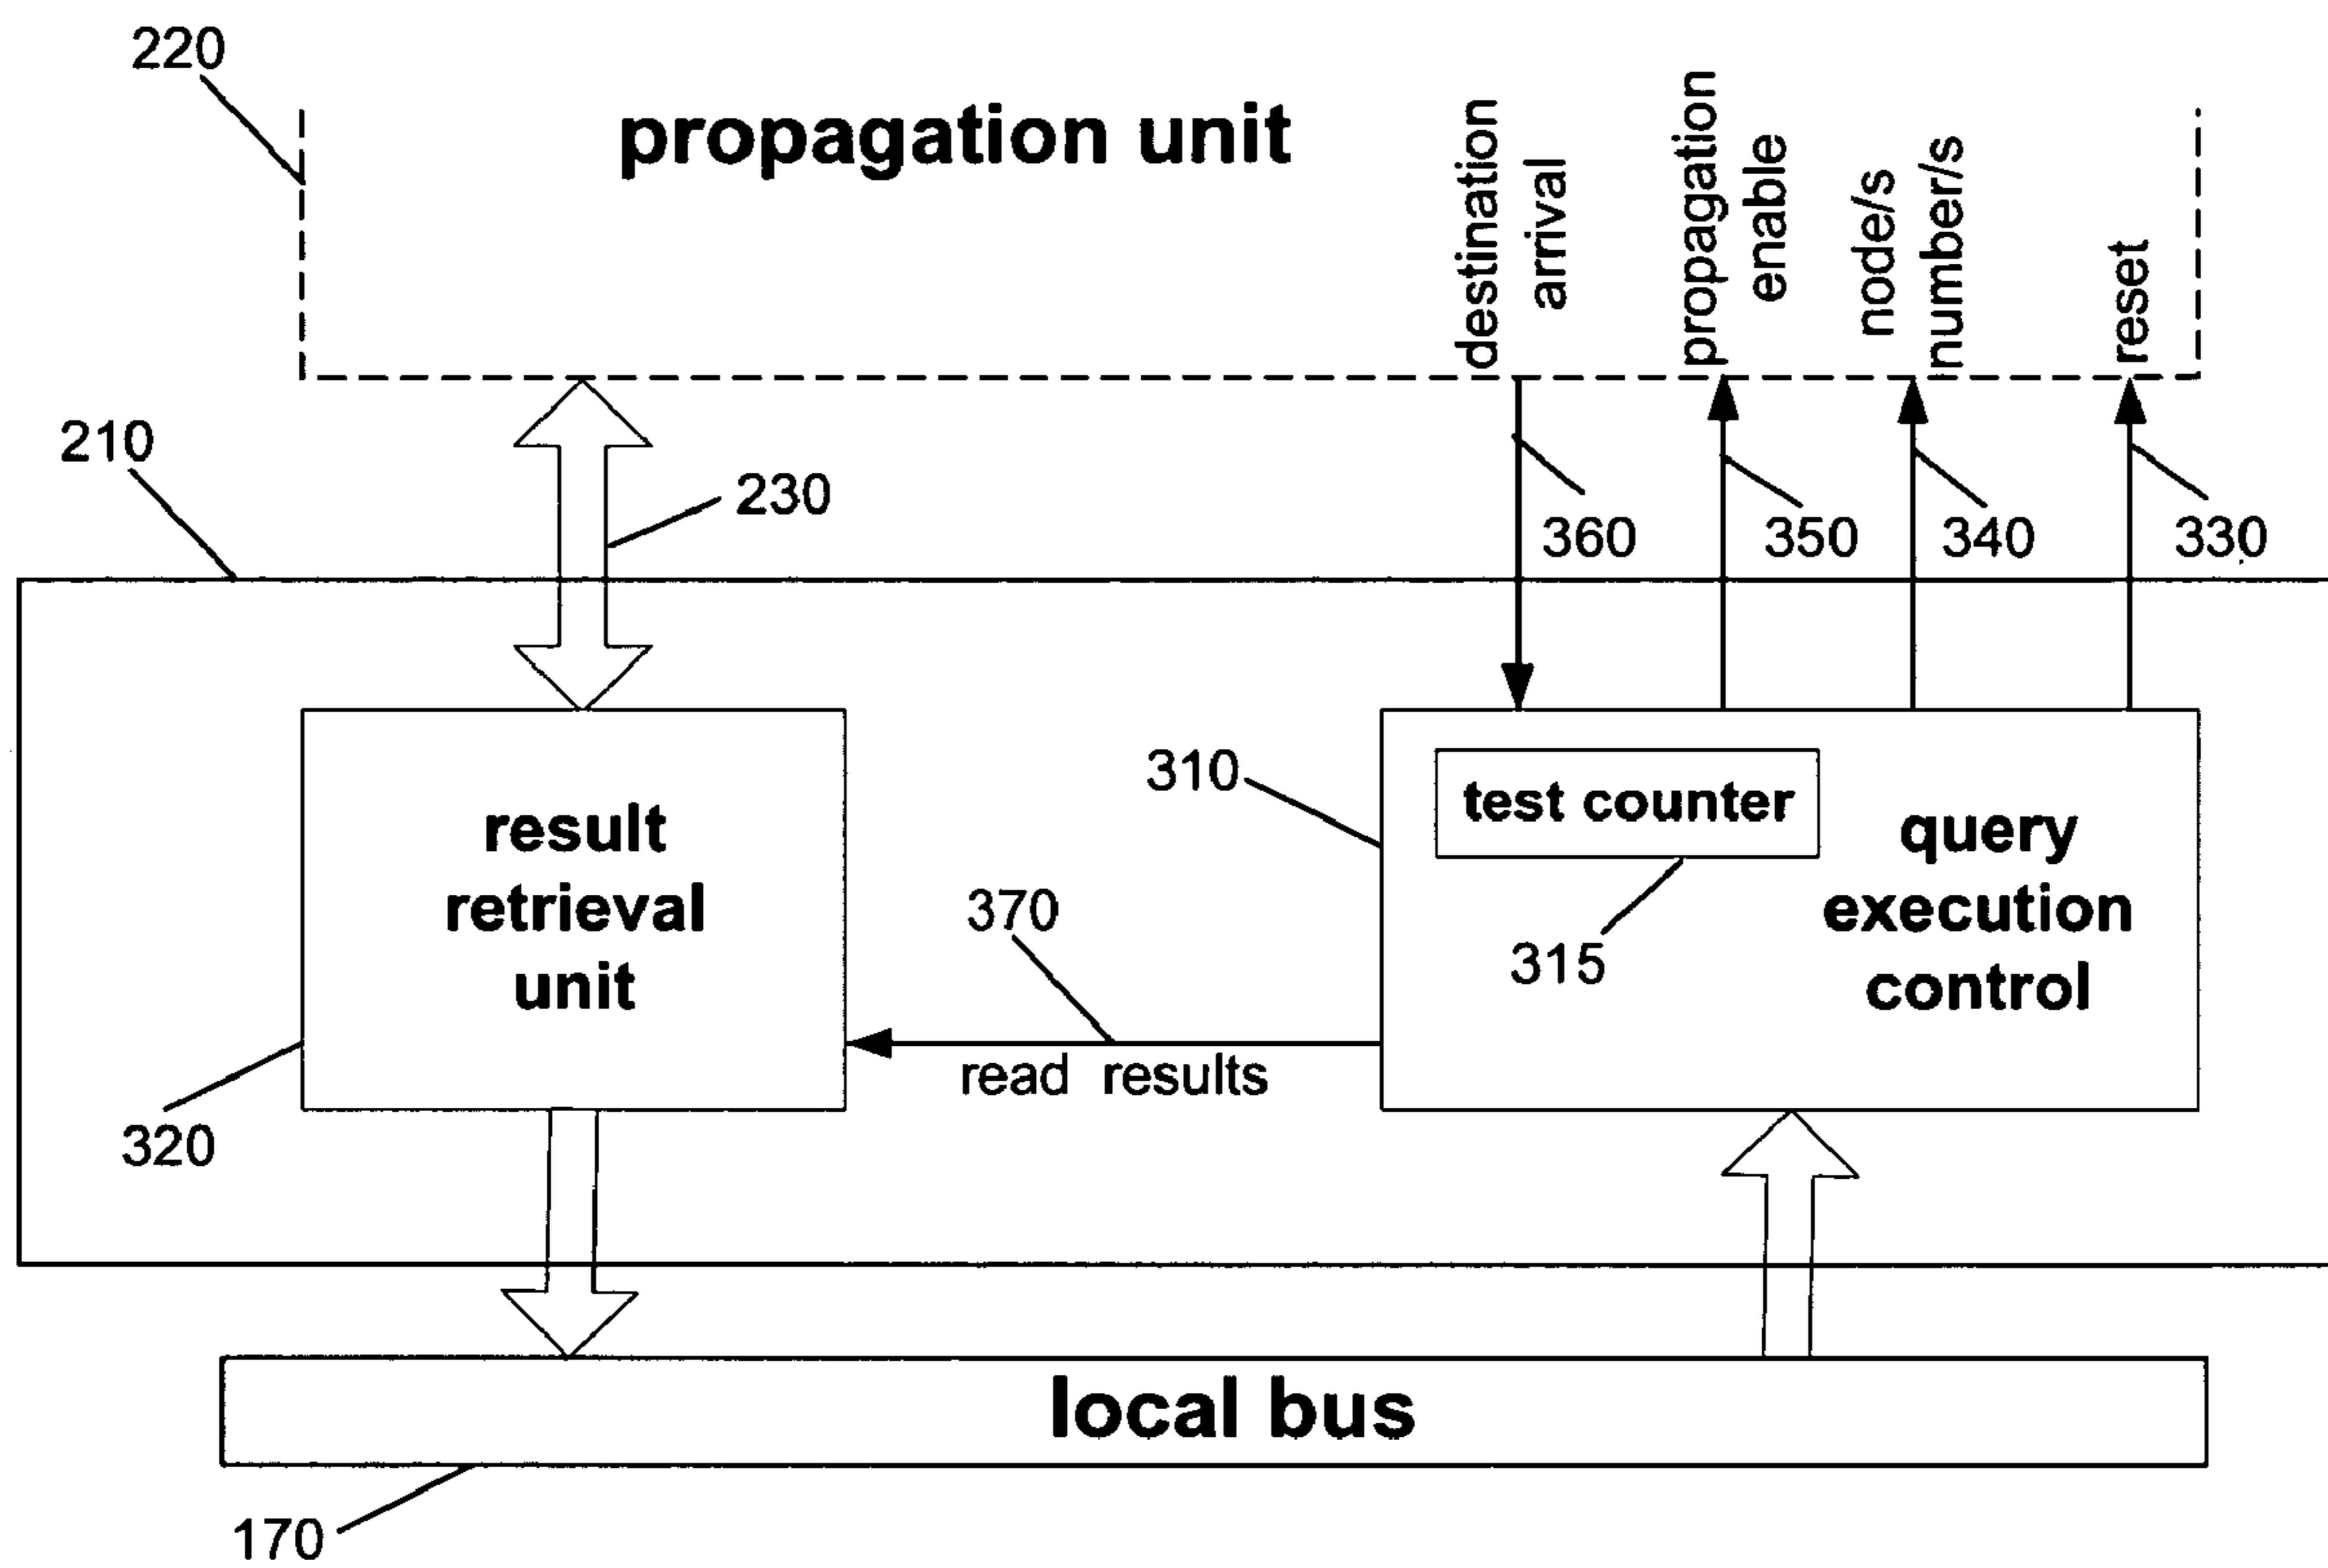 220
propagation unit
destination
arrival
propagation
enable
node/s
number/s
reset
210
230
360
350
340
330
310
test counter
315
query
execution
control
result
retrieval
unit
370
read results
320
local bus
170